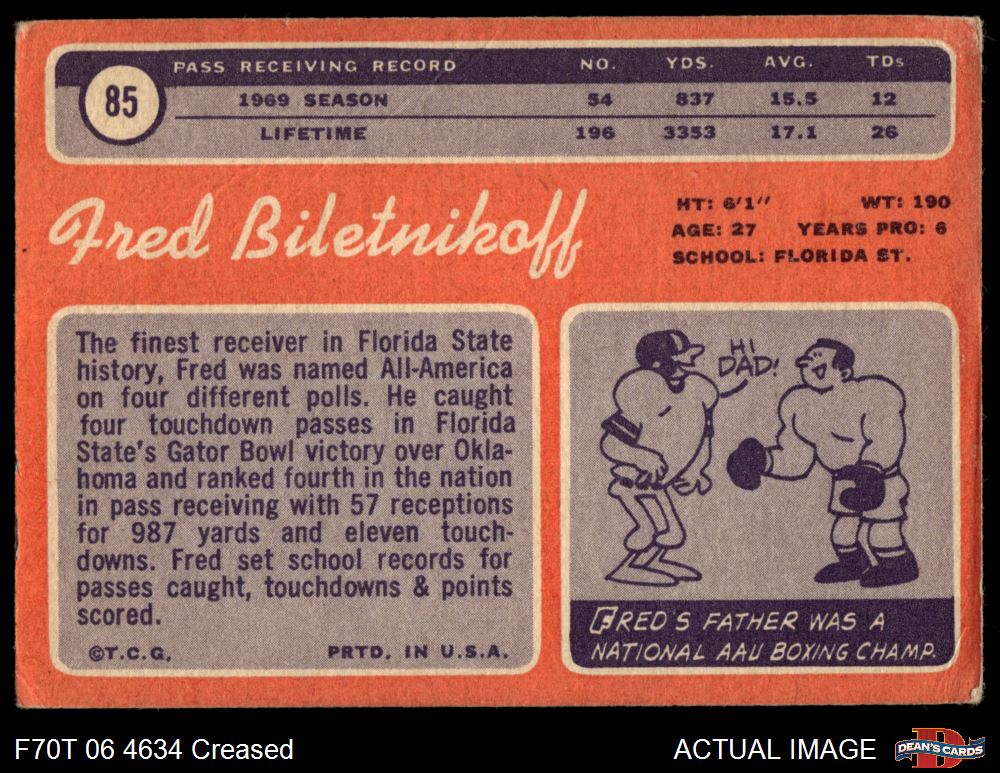 85
PASS RECEIVING RECORD NO. YDS. AVG. TDs
1969 SEASON 54 837 15.5 12
LIFETIME 196 3353 17.1 26
Fred Biletnikoff
HT: 6'1" WT: 190
AGE: 27 YEARS PRO: 6
SCHOOL: FLORIDA ST.
The finest receiver in Florida State
history, Fred was named All-America
on four different polls. He caught
four touchdown passes in Florida
State's Gator Bowl victory over Okla-
homa and ranked fourth in the nation
in pass receiving with 57 receptions
for 987 yards and eleven touch-
downs. Fred set school records for
passes caught, touchdowns & points
scored.
©T.C.G. PRTD. IN U.S.A.
HI
DAD!
FRED'S FATHER WAS A
NATIONAL AAU BOXING CHAMP.
F70T 06 4634 Creased
ACTUAL IMAGE
D
DEAN'S CARDS